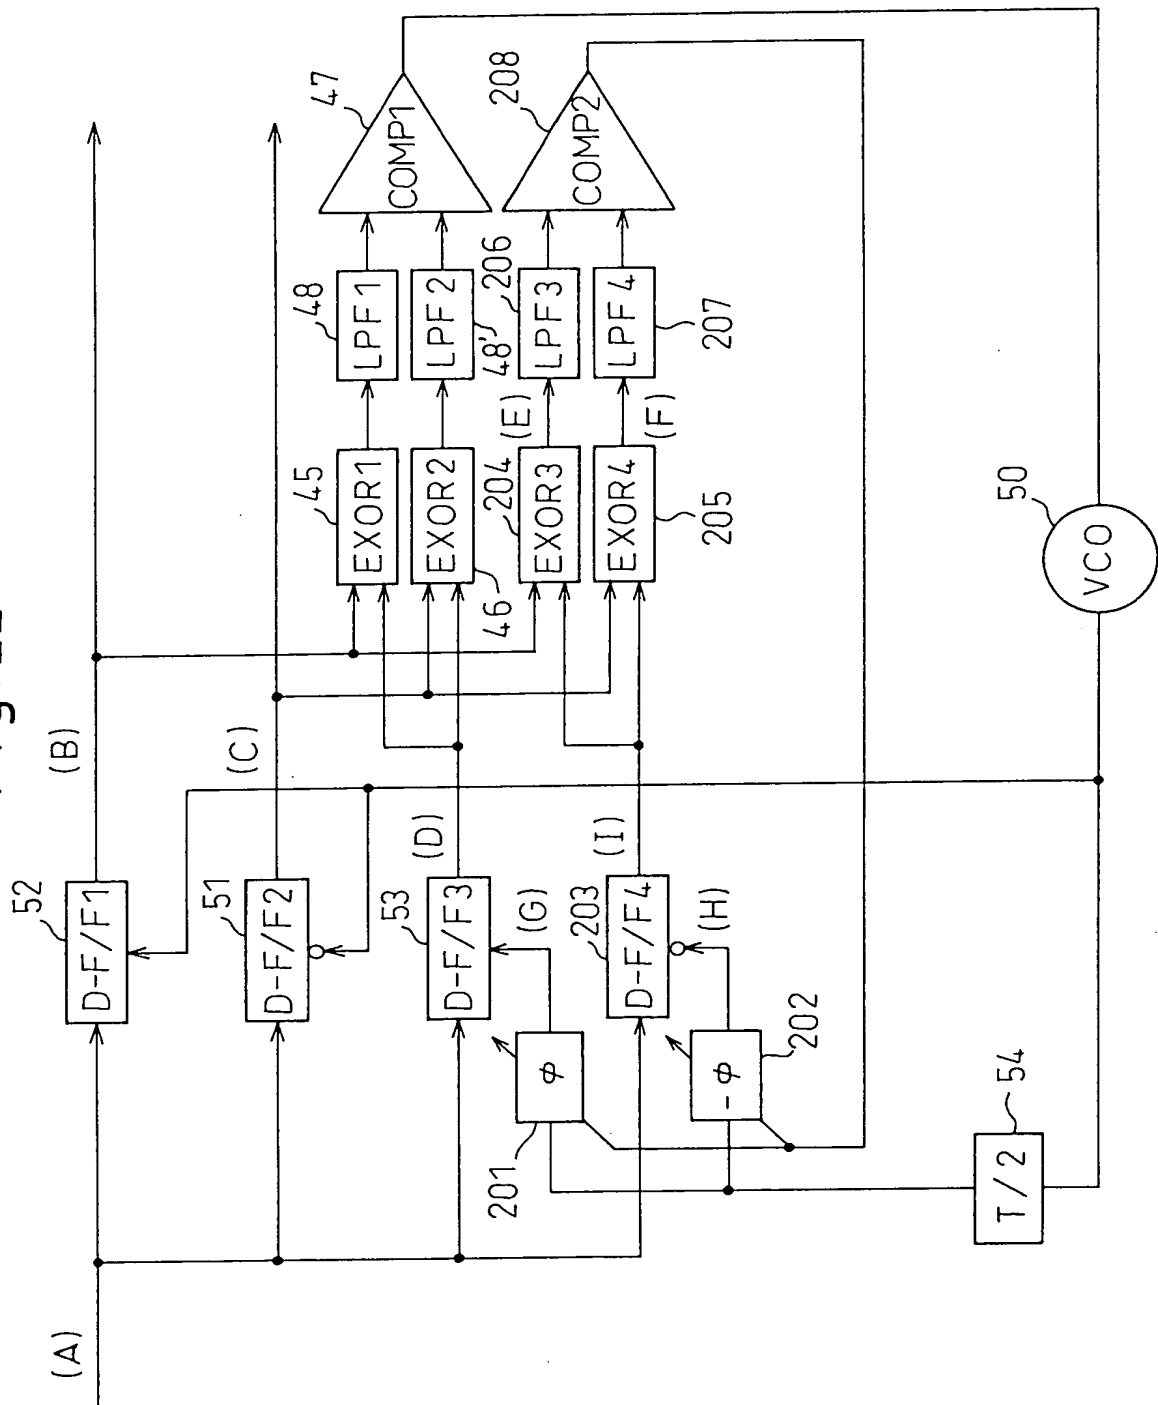 (A)
52
D-F/F1
(B)
51
D-F/F2
(C)
45
EXOR1
48
LPF1
47
COMP1
46
EXOR2
48'
LPF2
53
D-F/F3
(D)
201
φ
(G)
204
EXOR3
(E)
206
LPF3
208
COMP2
203
D-F/F4
(I)
202
-φ
(H)
205
EXOR4
(F)
207
LPF4
54
T/2
50
VCO